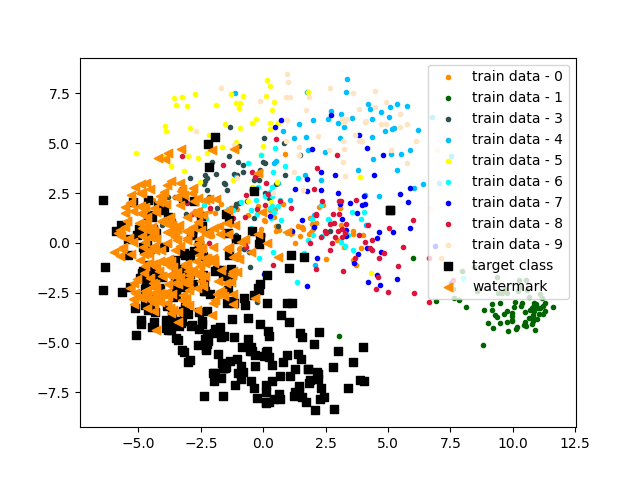 train data - 0
train data - 1
train data - 3
train data - 4
train data - 5
train data - 6
train data - 7
train data - 8
train data - 9
target class
watermark
7.5
5.0
2.5
0.0
−2.5
−5.0
−7.5
−5.0 −2.5 0.0 2.5 5.0 7.5 10.0 12.5